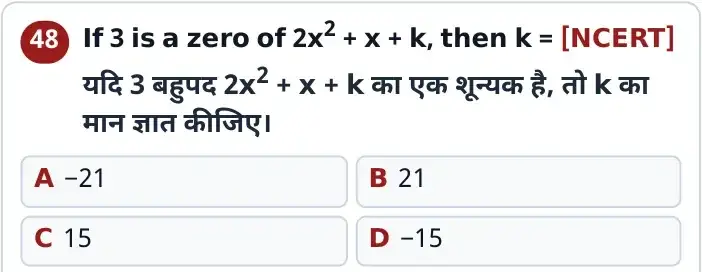 48 If 3 is a zero of 2x² + x + k, then k = [NCERT]
यदि 3 बहुपद 2x² + x + k का एक शून्यक है, तो k का
मान ज्ञात कीजिए।
A −21
B 21
C 15
D −15